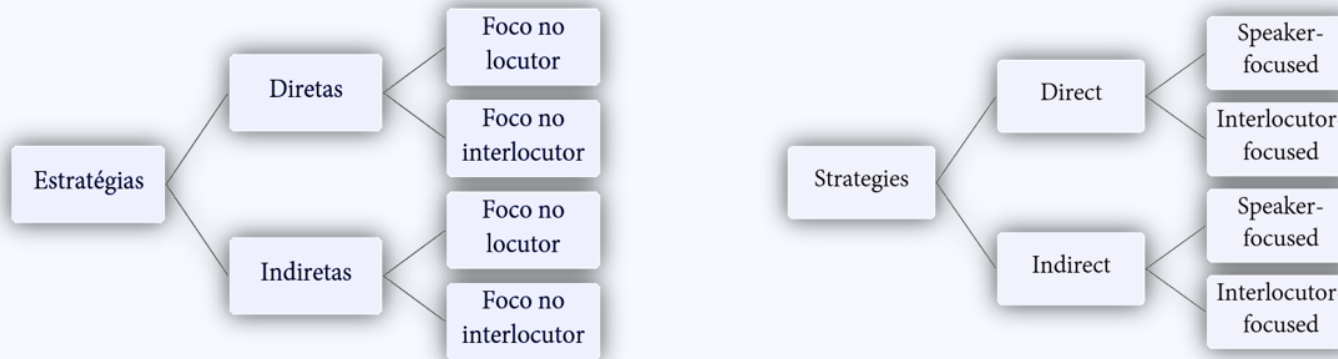 Estratégias
Diretas
Foco no
locutor
Foco no
interlocutor
Indiretas
Foco no
locutor
Foco no
interlocutor
Strategies
Direct
Speaker-
focused
Interlocutor-
focused
Indirect
Speaker-
focused
Interlocutor-
focused